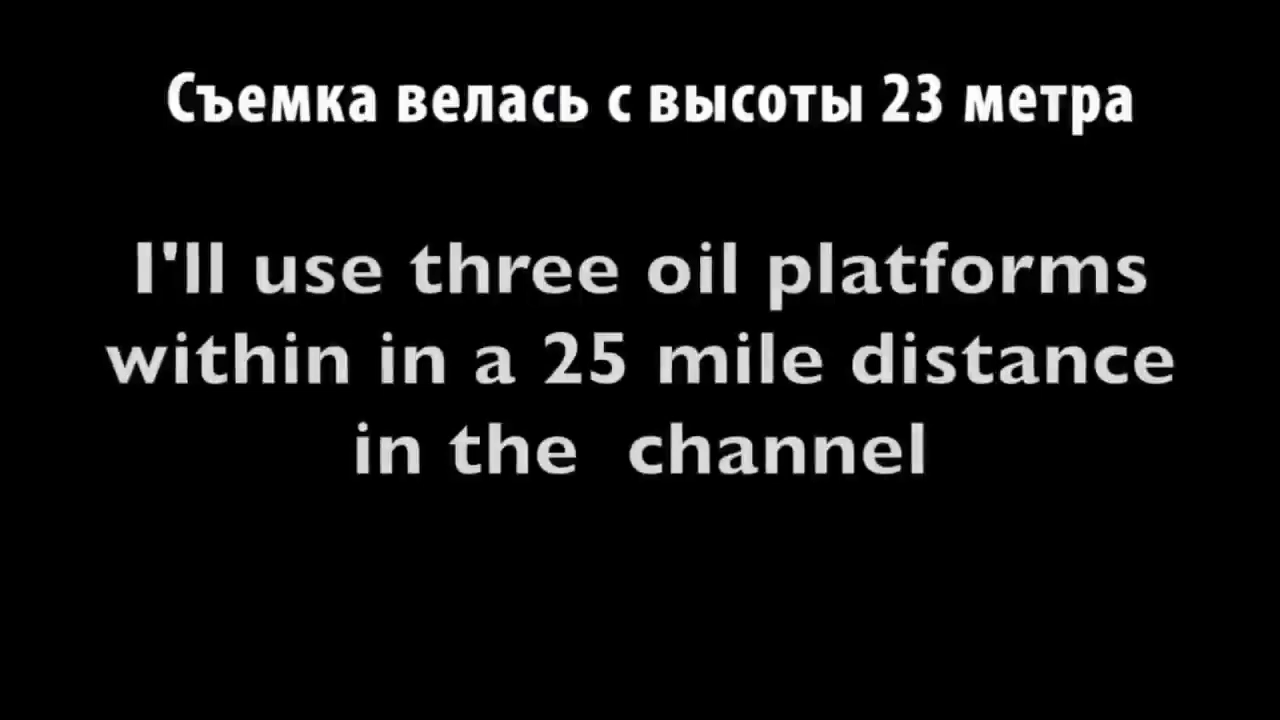 Съемка велась с высоты 23 метра
I'll use three oil platforms
within in a 25 mile distance
in the channel